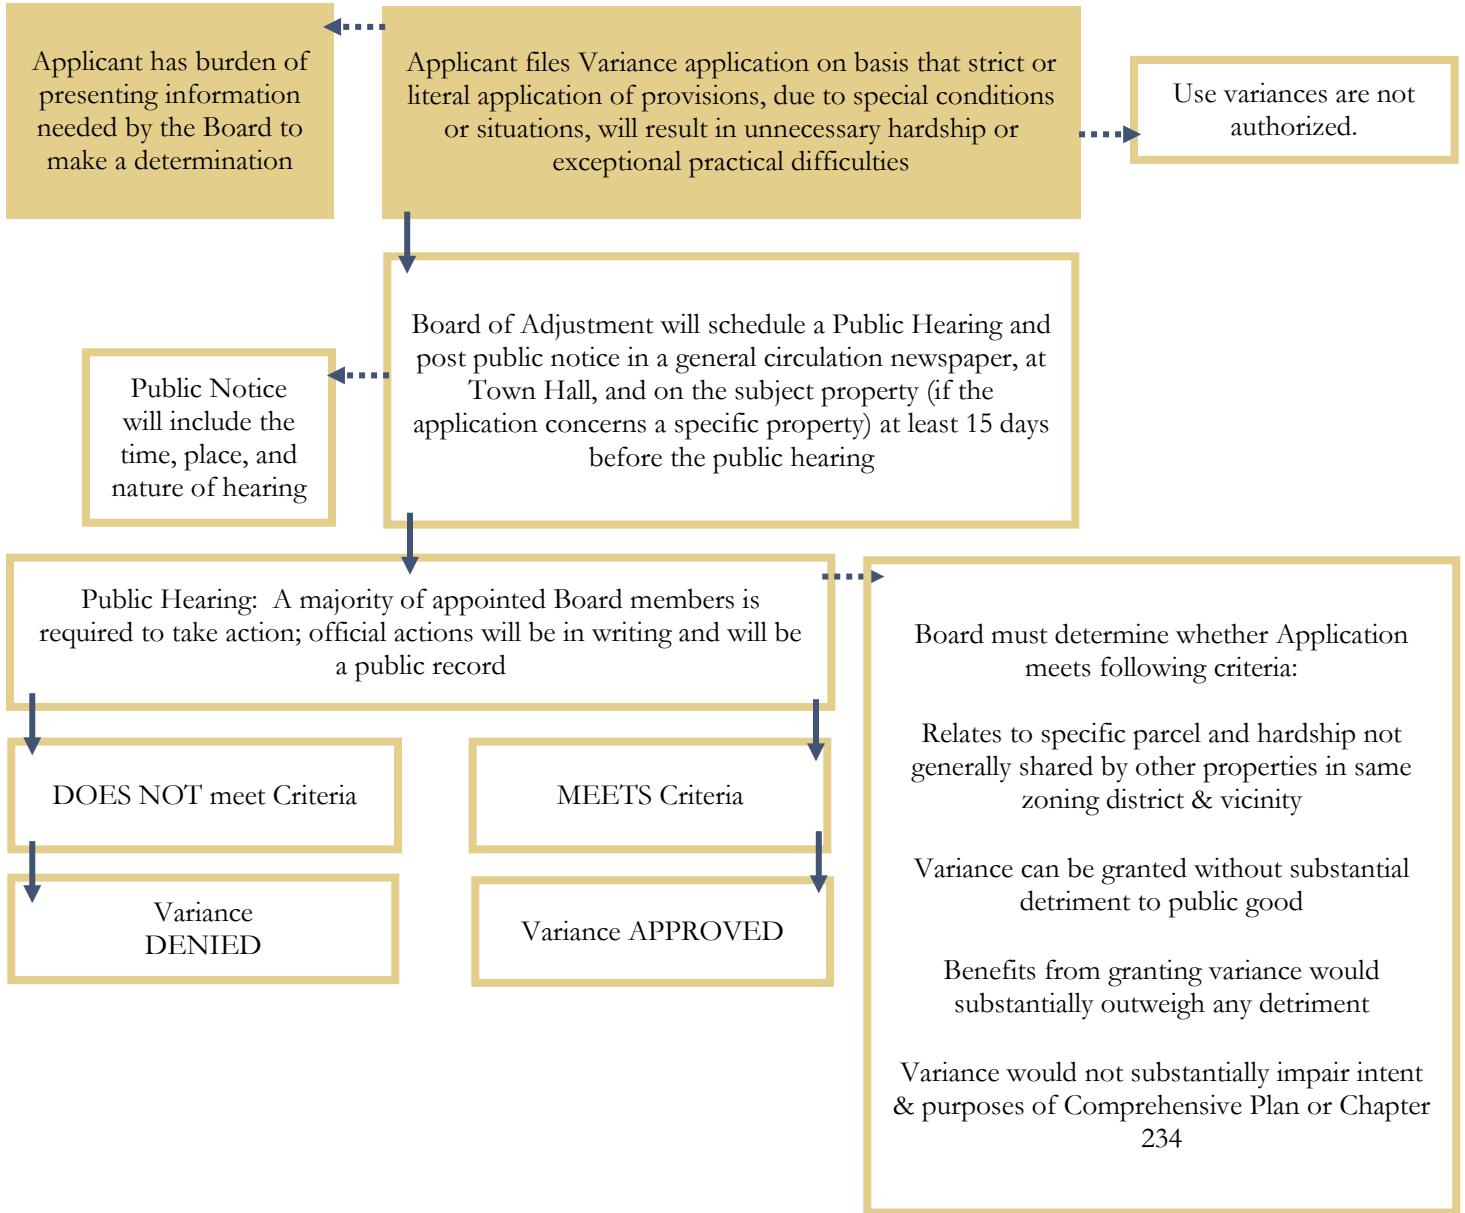 Applicant has burden of
presenting information
needed by the Board to
make a determination
Applicant files Variance application on basis that strict or
literal application of provisions, due to special conditions
or situations, will result in unnecessary hardship or
exceptional practical difficulties
Use variances are not
authorized.
Board of Adjustment will schedule a Public Hearing and
post public notice in a general circulation newspaper, at
Town Hall, and on the subject property (if the
application concerns a specific property) at least 15 days
before the public hearing
Public Notice
will include the
time, place, and
nature of hearing
Public Hearing: A majority of appointed Board members is
required to take action; official actions will be in writing and will be
a public record
Board must determine whether Application
meets following criteria:
Relates to specific parcel and hardship not
generally shared by other properties in same
zoning district & vicinity
Variance can be granted without substantial
detriment to public good
Benefits from granting variance would
substantially outweigh any detriment
Variance would not substantially impair intent
& purposes of Comprehensive Plan or Chapter
234
DOES NOT meet Criteria
MEETS Criteria
Variance
DENIED
Variance APPROVED